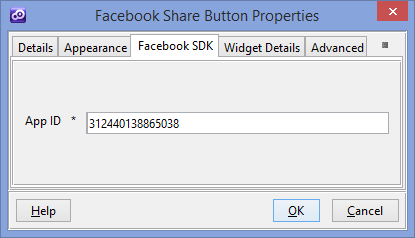 Facebook Share Button Properties
Details Appearance Facebook SDK Widget Details Advanced
App ID * 312440138865038
Help OK Cancel